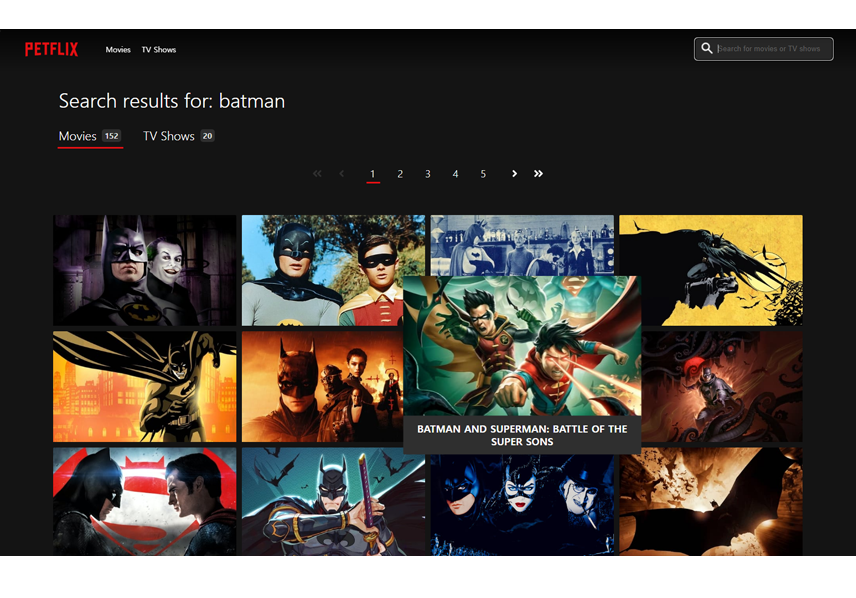 PETFLIX Movies TV Shows Search for movies or TV shows
Search results for: batman
Movies 152 TV Shows 20
1 2 3 4 5
BATMAN AND SUPERMAN: BATTLE OF THE
SUPER SONS